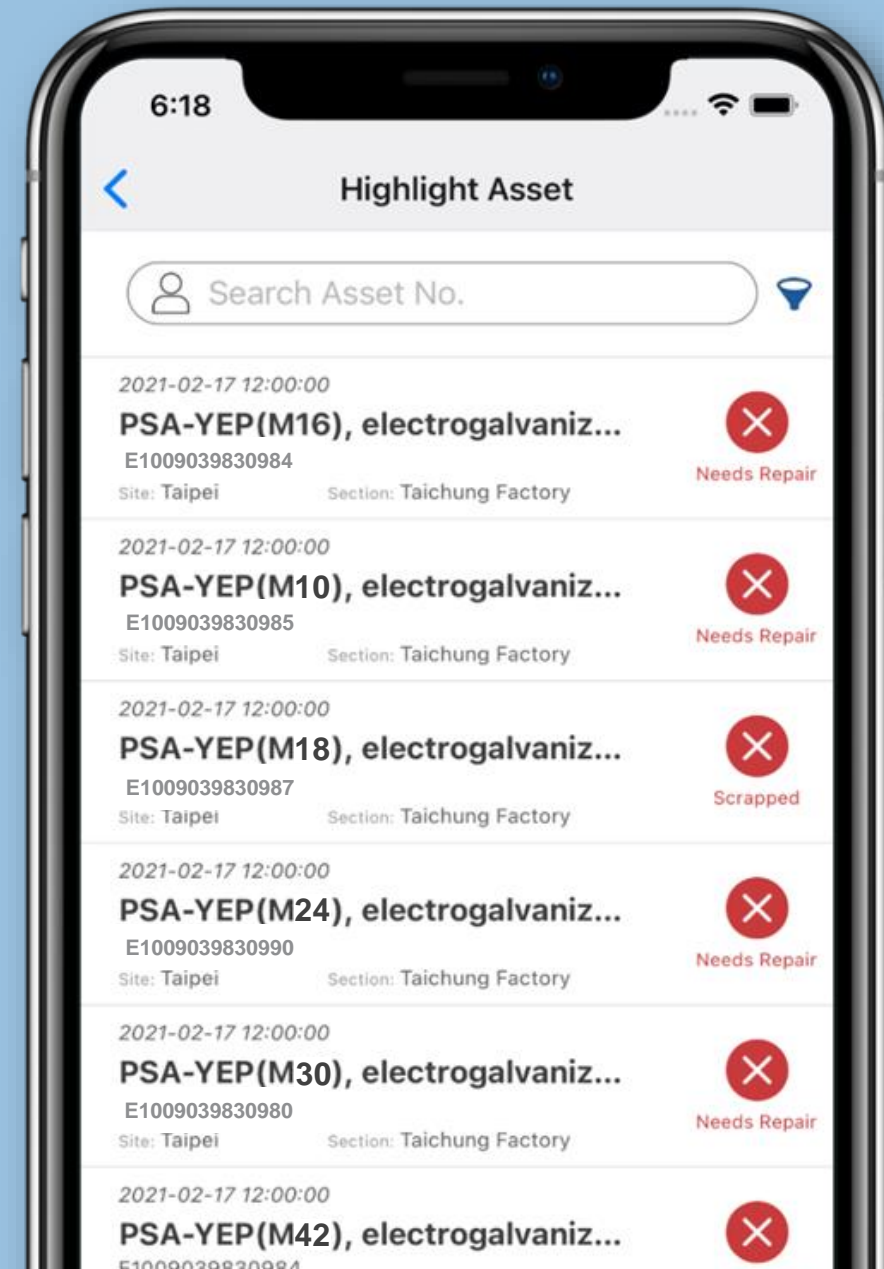 6:18
Highlight Asset
Search Asset No.
2021-02-17 12:00:00
PSA-YEP(M16), electrogalvaniz...
E1009039830984
Needs Repair
Site: Taipei Section: Taichung Factory
2021-02-17 12:00:00
PSA-YEP(M10), electrogalvaniz...
E1009039830985
Needs Repair
Site: Taipei Section: Taichung Factory
2021-02-17 12:00:00
PSA-YEP(M18), electrogalvaniz...
E1009039830987
Scrapped
Site: Taipei Section: Taichung Factory
2021-02-17 12:00:00
PSA-YEP(M24), electrogalvaniz...
E1009039830990
Needs Repair
Site: Taipei Section: Taichung Factory
2021-02-17 12:00:00
PSA-YEP(M30), electrogalvaniz...
E1009039830980
Needs Repair
Site: Taipei Section: Taichung Factory
2021-02-17 12:00:00
PSA-YEP(M42), electrogalvaniz...
E1009039830984